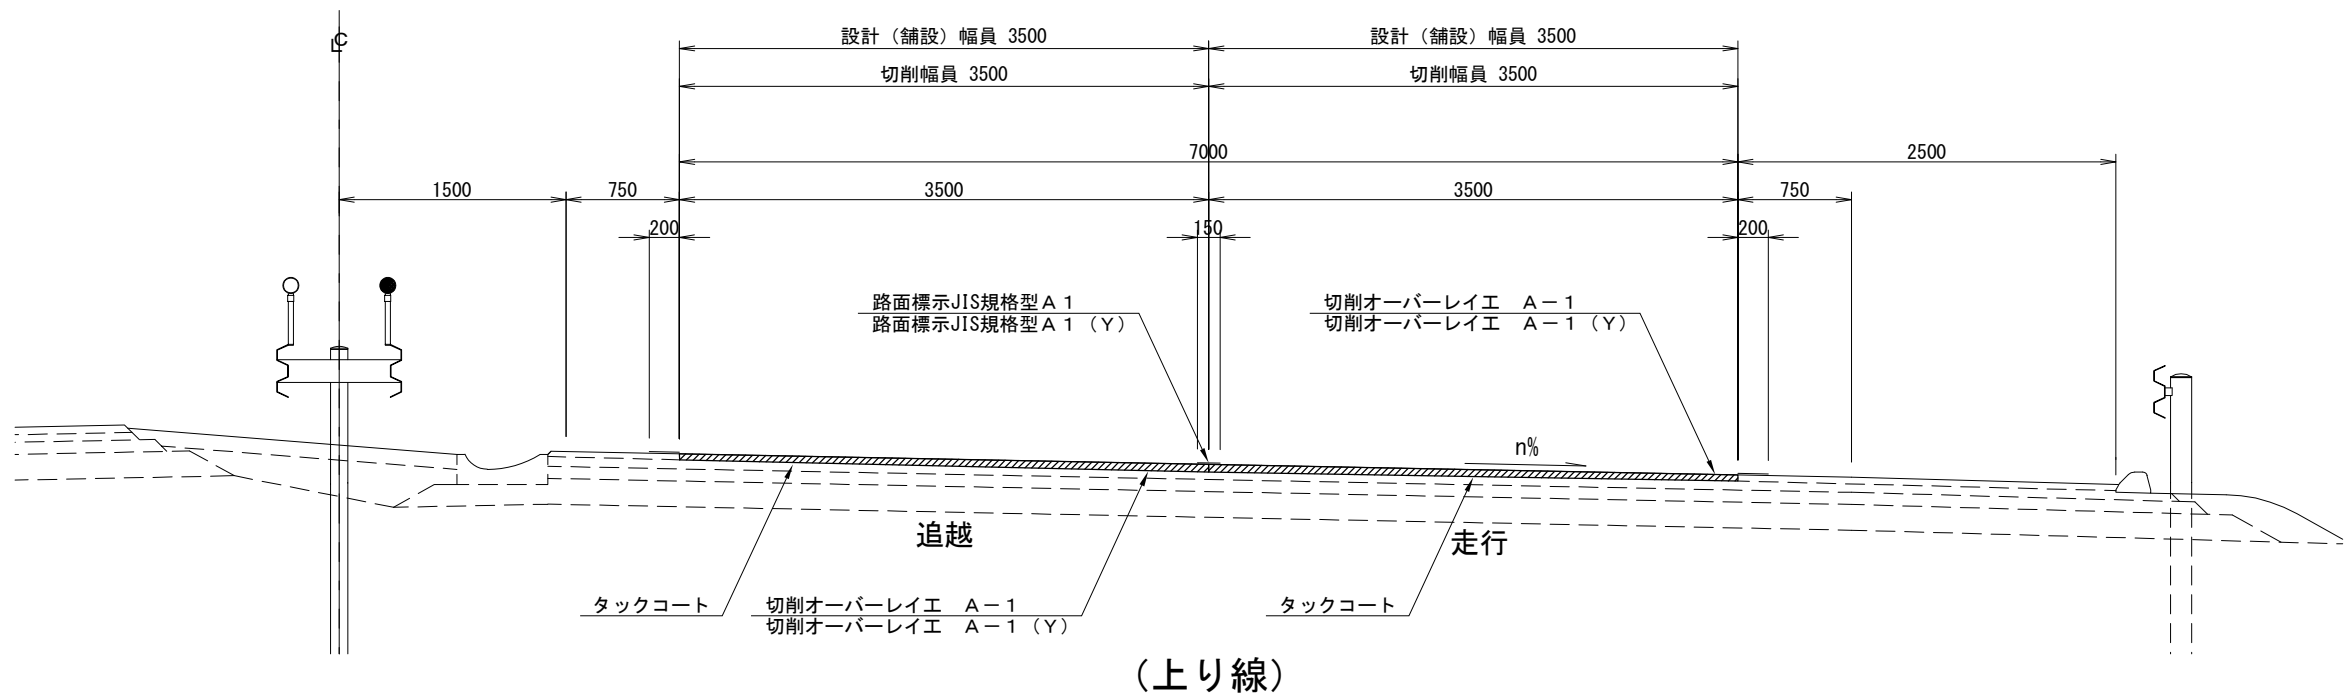 CL
設計（舗設）幅員 3500
設計（舗設）幅員 3500
切削幅員 3500
切削幅員 3500
7000
2500
1500
750
3500
3500
750
200
150
200
路面標示JIS規格型Ａ１
路面標示JIS規格型Ａ１（Ｙ）
切削オーバーレイ工　Ａ－１
切削オーバーレイ工　Ａ－１（Ｙ）
n%
追越
走行
タックコート
切削オーバーレイ工　Ａ－１
切削オーバーレイ工　Ａ－１（Ｙ）
タックコート
（上り線）